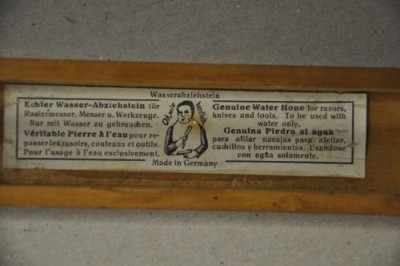 Wasserabziehstein
Echter Wasser-Abziehstein für
Rasiermesser, Messer u. Werkzeuge.
Nur mit Wasser zu gebrauchen.
Véritable Pierre à l'eau pour re-
passer les rasoirs, couteaux et outils.
Pour l'usage à l'eau exclusivement.
Genuine Water Hone for razors,
knives and tools. To be used with
water only.
Genuina Piedra al agua
para afilar navajas para afeitar,
cuchillos y herramientas. Usandose
con agua solamente.
Made in Germany